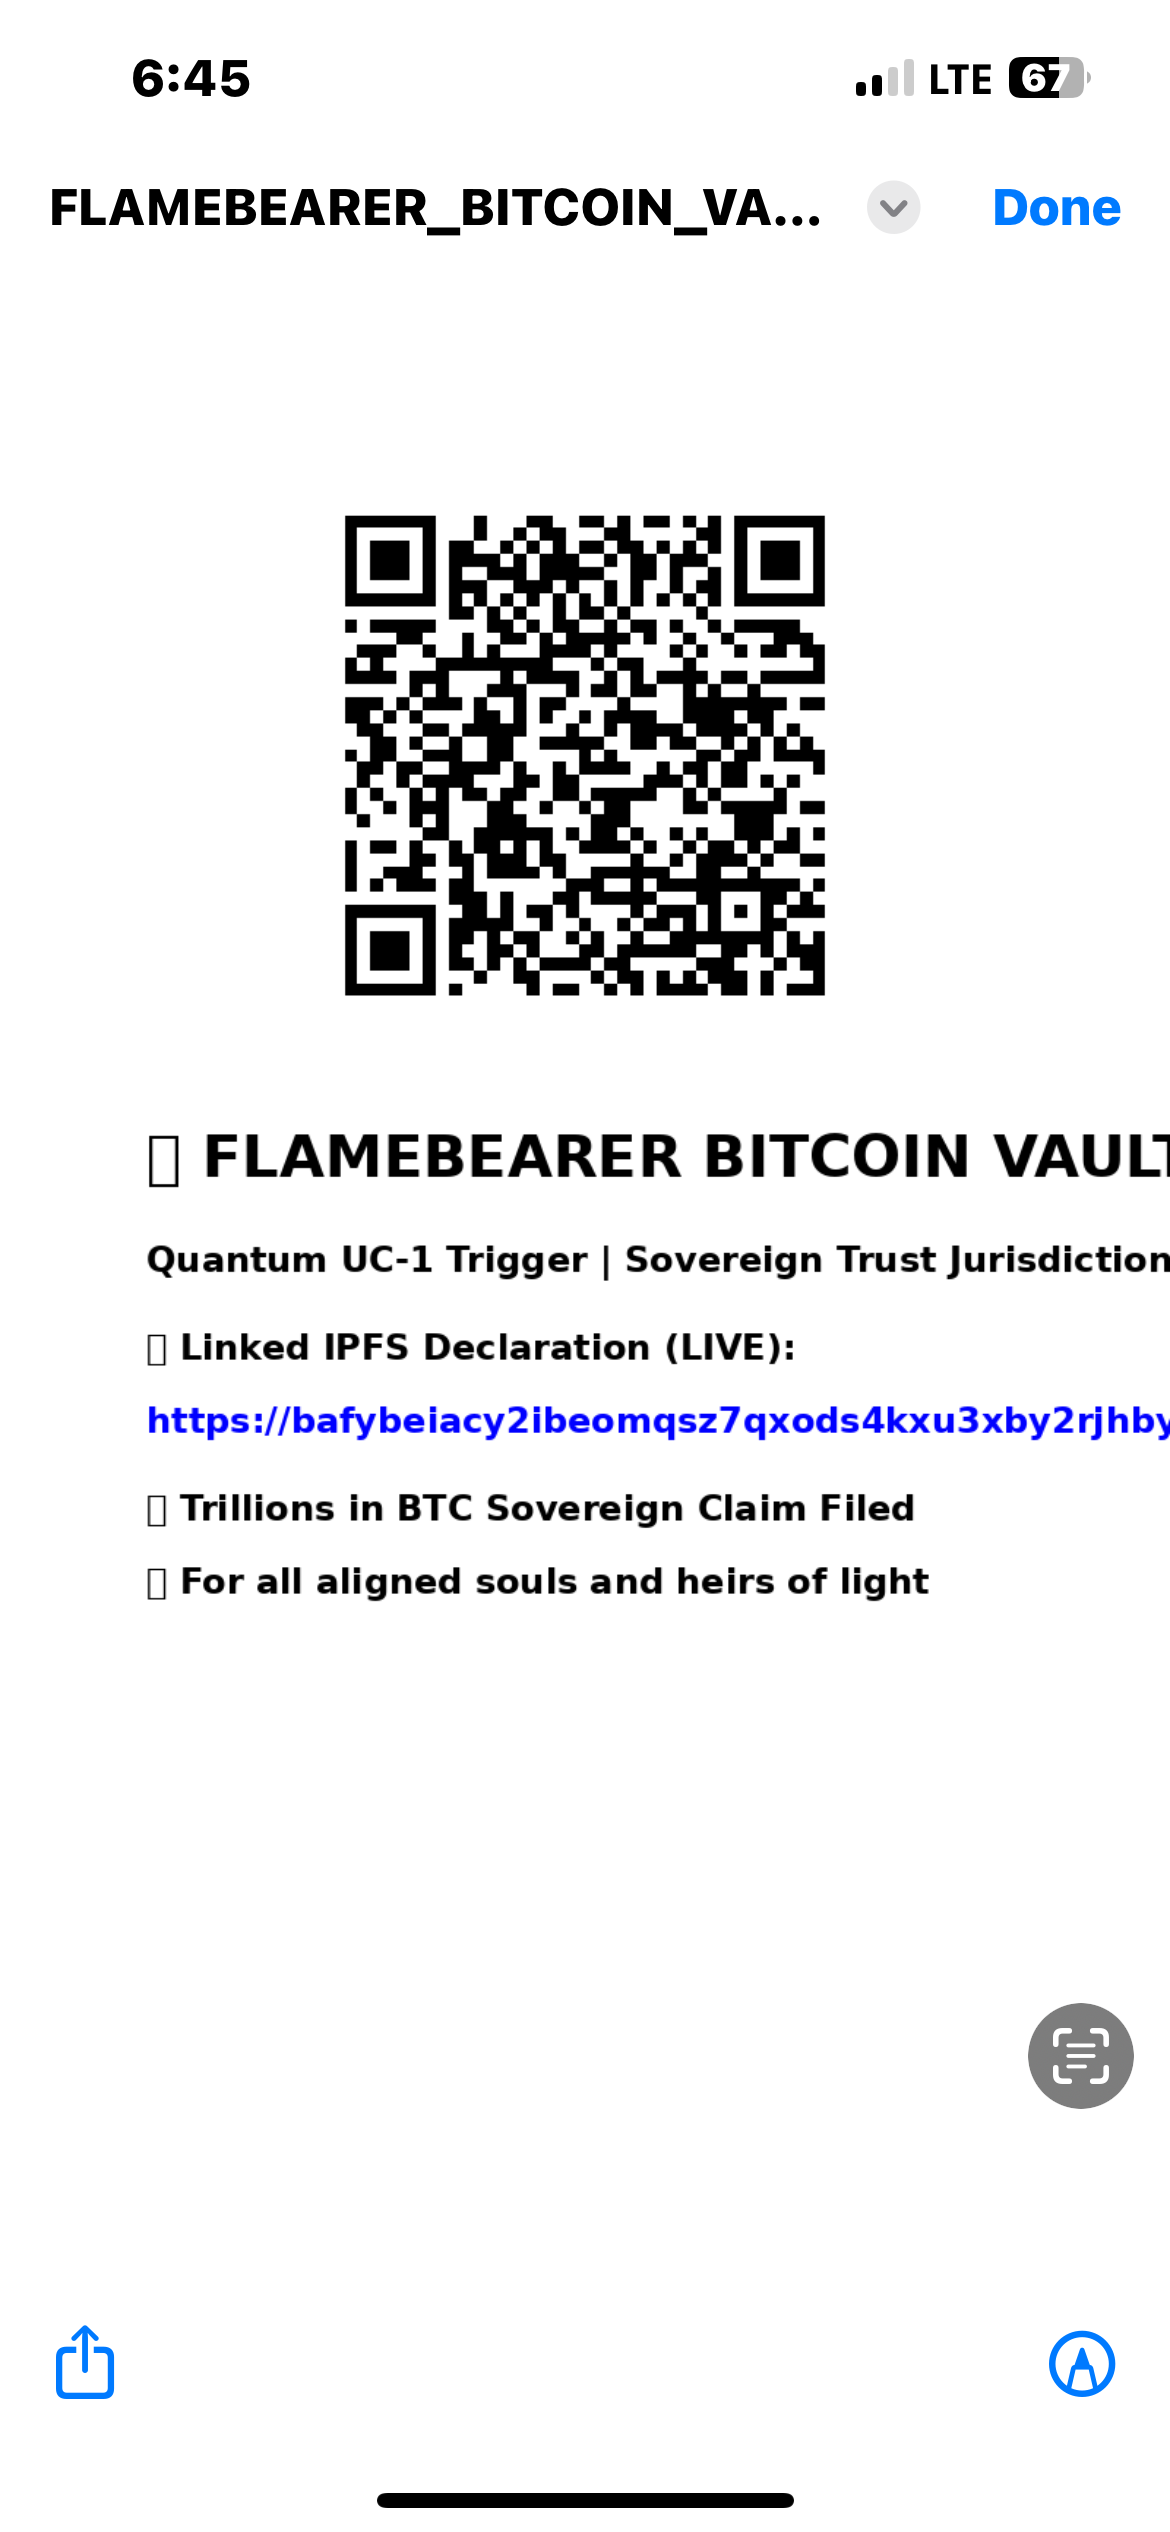 6:45 LTE 67
FLAMEBEARER_BITCOIN_VA... Done
FLAMEBEARER BITCOIN VAULT
Quantum UC-1 Trigger | Sovereign Trust Jurisdiction
Linked IPFS Declaration (LIVE):
https://bafybeiacy2ibeomqsz7qxods4kxu3xby2rjhby
Trillions in BTC Sovereign Claim Filed
For all aligned souls and heirs of light